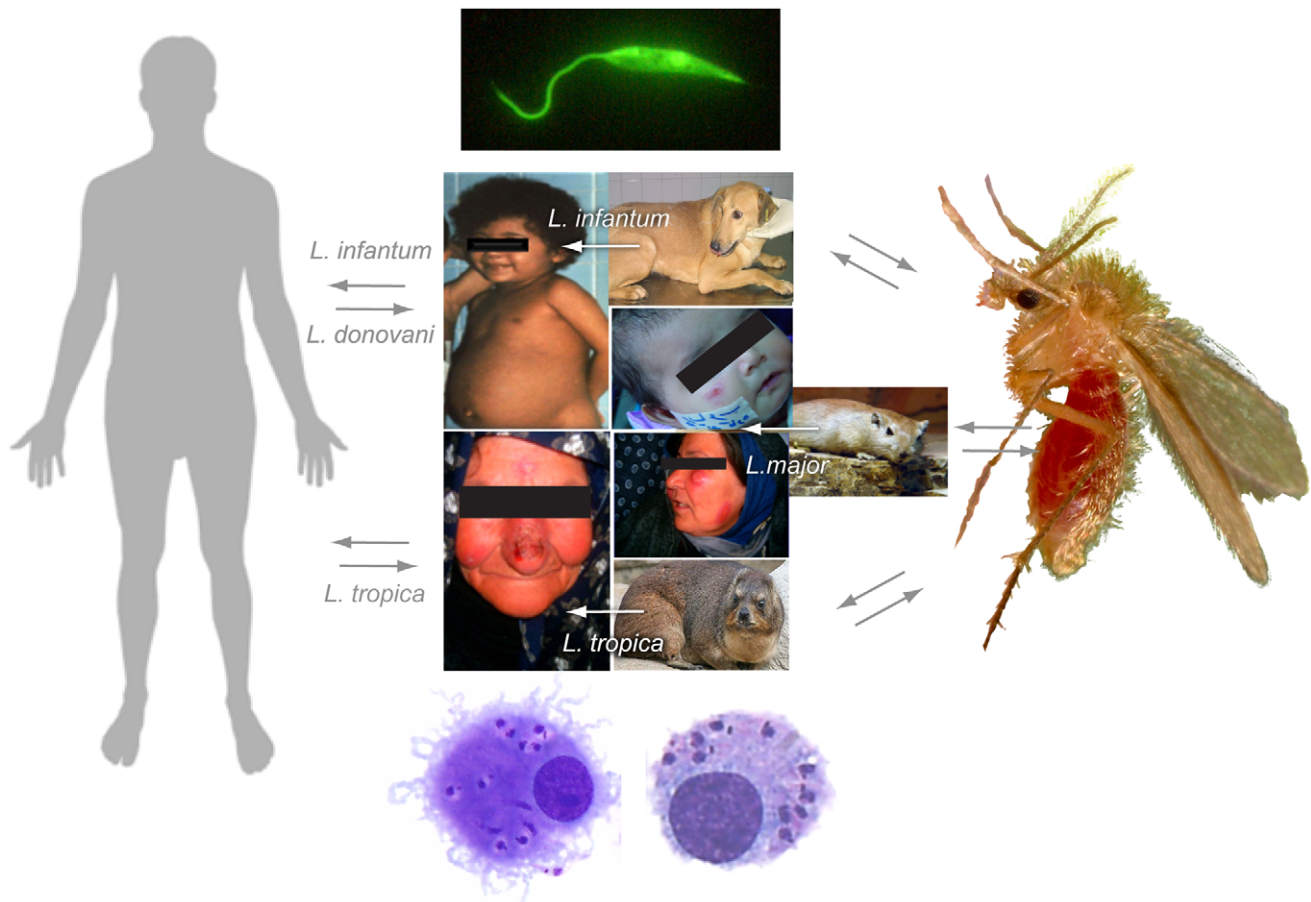 L. infantum
L. infantum
L. donovani
L.major
L. tropica
L. tropica